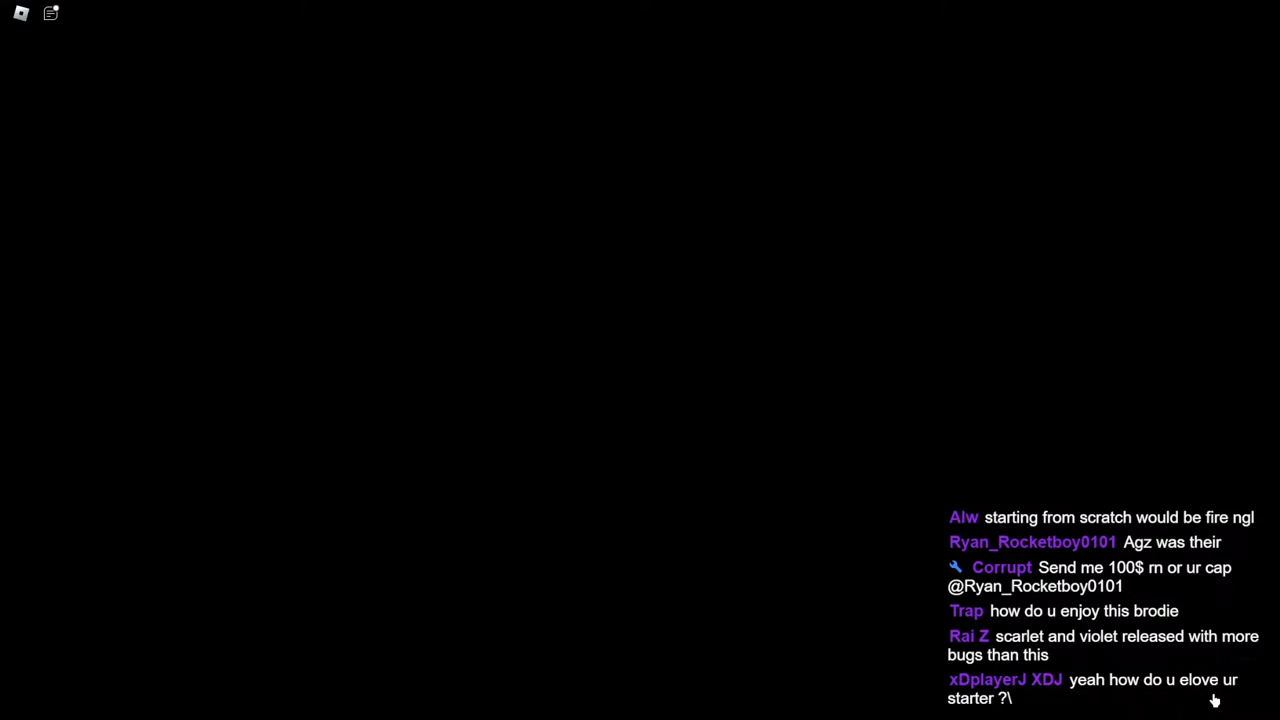 Alw starting from scratch would be fire ngl
Ryan_Rocketboy0101 Agz was their
Corrupt Send me 100$ rn or ur cap
@Ryan_Rocketboy0101
Trap how do u enjoy this brodie
Rai Z scarlet and violet released with more
bugs than this
xDplayerJ XDJ yeah how do u elove ur
starter ?\